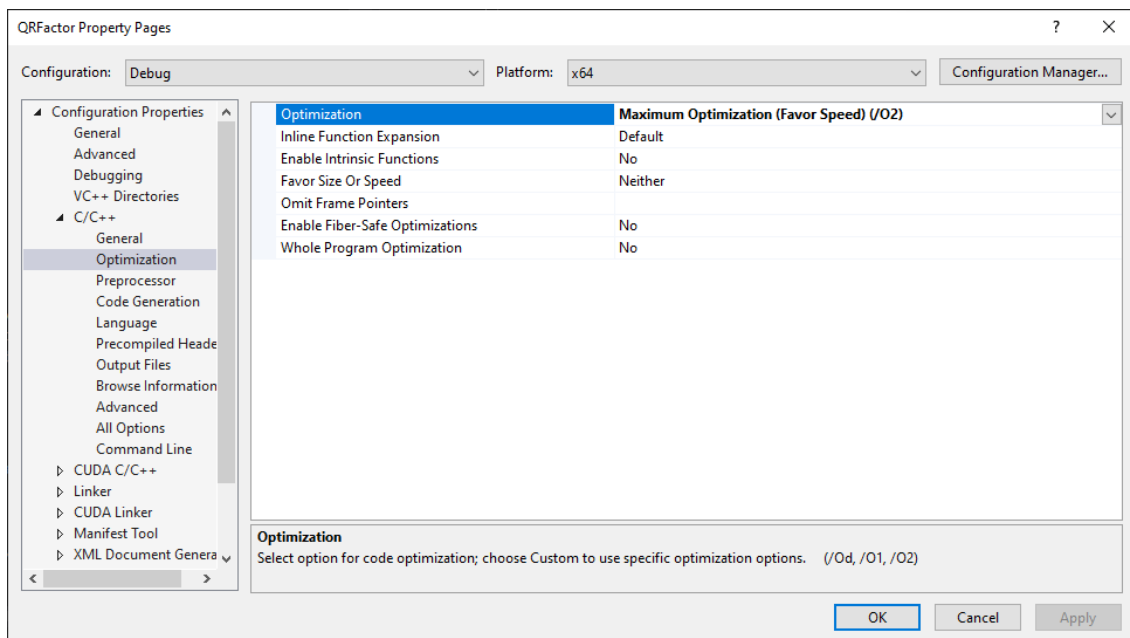 QRFactor Property Pages
?
Configuration: Debug Platform: x64 Configuration Manager...
Configuration Properties
General
Advanced
Debugging
VC++ Directories
C/C++
General
Optimization
Preprocessor
Code Generation
Language
Precompiled Heade
Output Files
Browse Information
Advanced
All Options
Command Line
CUDA C/C++
Linker
CUDA Linker
Manifest Tool
XML Document Genera
Optimization Maximum Optimization (Favor Speed) (/O2)
Inline Function Expansion Default
Enable Intrinsic Functions No
Favor Size Or Speed Neither
Omit Frame Pointers
Enable Fiber-Safe Optimizations No
Whole Program Optimization No
Optimization
Select option for code optimization; choose Custom to use specific optimization options. (/Od, /O1, /O2)
OK Cancel Apply